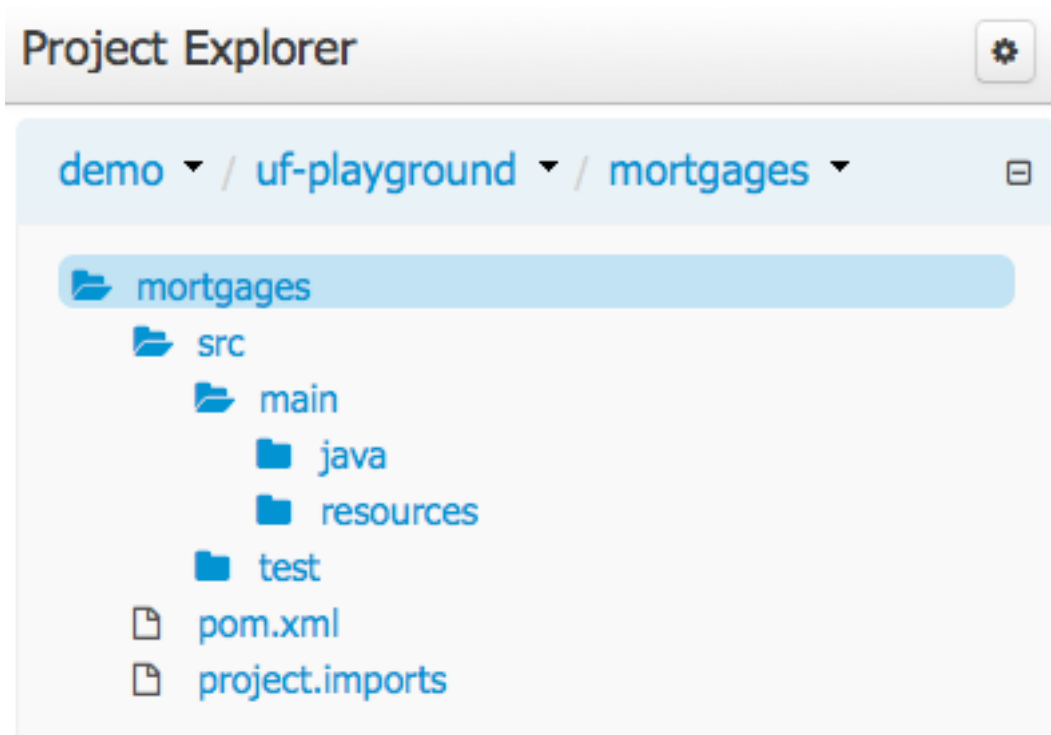 Project Explorer
demo / uf-playground / mortgages
mortgages
src
main
java
resources
test
pom.xml
project.imports